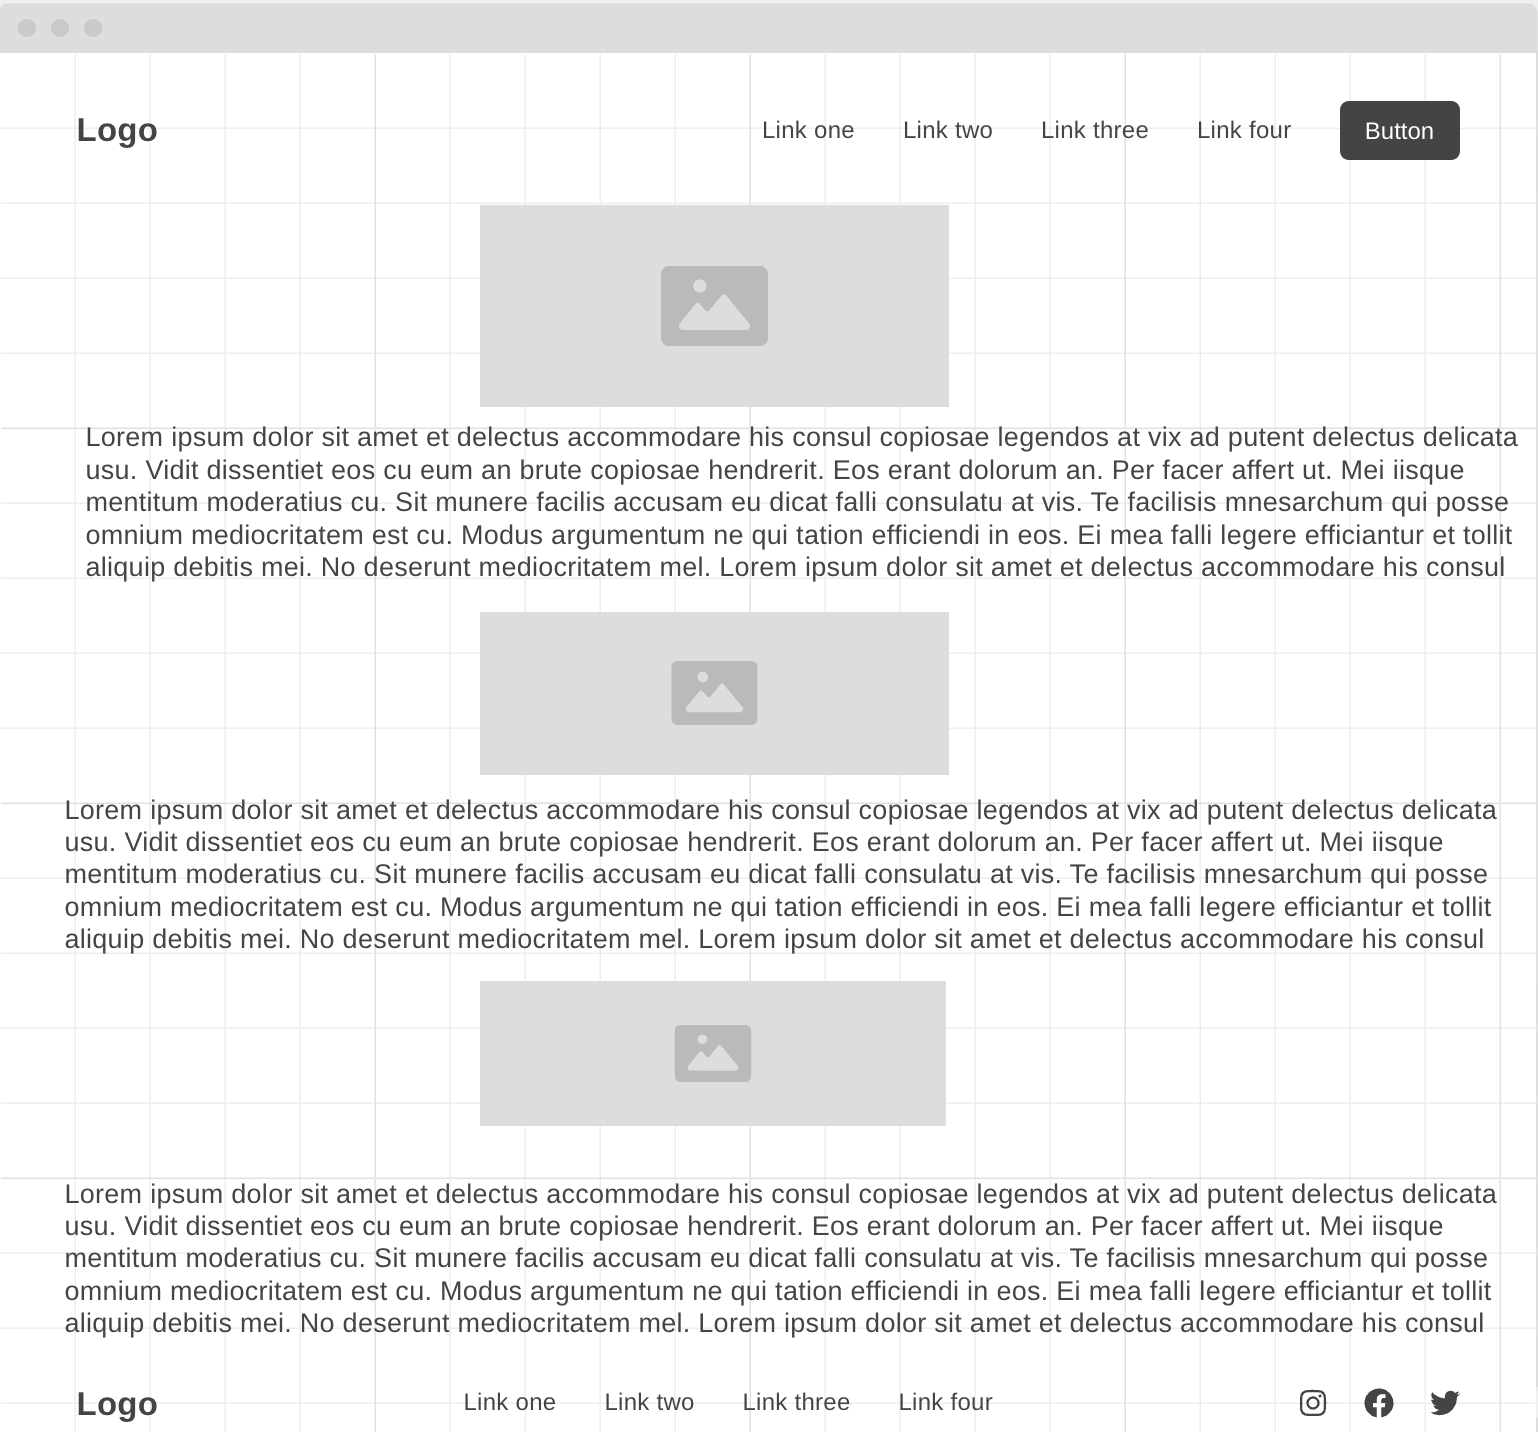 Logo
Link one Link two Link three Link four Button
Lorem ipsum dolor sit amet et delectus accommodare his consul copiosae legendos at vix ad putent delectus delicata
usu. Vidit dissentiet eos cu eum an brute copiosae hendrerit. Eos erant dolorum an. Per facer affert ut. Mei iisque
mentitum moderatius cu. Sit munere facilis accusam eu dicat falli consulatu at vis. Te facilisis mnesarchum qui posse
omnium mediocritatem est cu. Modus argumentum ne qui tation efficiendi in eos. Ei mea falli legere efficiantur et tollit
aliquip debitis mei. No deserunt mediocritatem mel. Lorem ipsum dolor sit amet et delectus accommodare his consul
Lorem ipsum dolor sit amet et delectus accommodare his consul copiosae legendos at vix ad putent delectus delicata
usu. Vidit dissentiet eos cu eum an brute copiosae hendrerit. Eos erant dolorum an. Per facer affert ut. Mei iisque
mentitum moderatius cu. Sit munere facilis accusam eu dicat falli consulatu at vis. Te facilisis mnesarchum qui posse
omnium mediocritatem est cu. Modus argumentum ne qui tation efficiendi in eos. Ei mea falli legere efficiantur et tollit
aliquip debitis mei. No deserunt mediocritatem mel. Lorem ipsum dolor sit amet et delectus accommodare his consul
Lorem ipsum dolor sit amet et delectus accommodare his consul copiosae legendos at vix ad putent delectus delicata
usu. Vidit dissentiet eos cu eum an brute copiosae hendrerit. Eos erant dolorum an. Per facer affert ut. Mei iisque
mentitum moderatius cu. Sit munere facilis accusam eu dicat falli consulatu at vis. Te facilisis mnesarchum qui posse
omnium mediocritatem est cu. Modus argumentum ne qui tation efficiendi in eos. Ei mea falli legere efficiantur et tollit
aliquip debitis mei. No deserunt mediocritatem mel. Lorem ipsum dolor sit amet et delectus accommodare his consul
Logo
Link one Link two Link three Link four